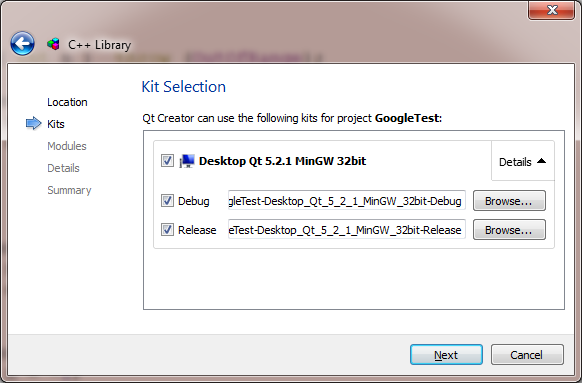 C++ Library
Location
Kits
Modules
Details
Summary
Kit Selection
Qt Creator can use the following kits for project GoogleTest:
Desktop Qt 5.2.1 MinGW 32bit
Details
Debug
gleTest-Desktop_Qt_5_2_1_MinGW_32bit-Debug
Browse...
Release
eTest-Desktop_Qt_5_2_1_MinGW_32bit-Release
Browse...
Next
Cancel